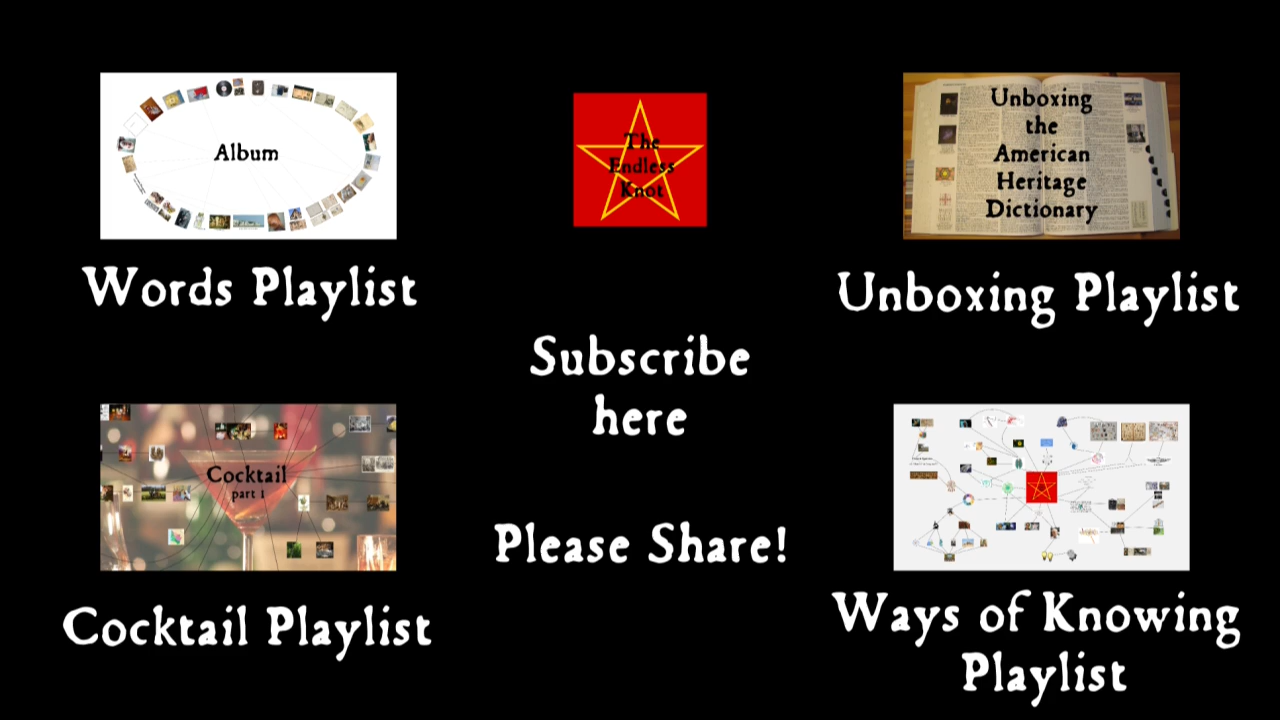 Album
Words Playlist
The
Endless
Knot
Unboxing
the
American
Heritage
Dictionary
Unboxing Playlist
Subscribe
here
Please Share!
Cocktail
part 1
Cocktail Playlist
Ways of Knowing
Playlist